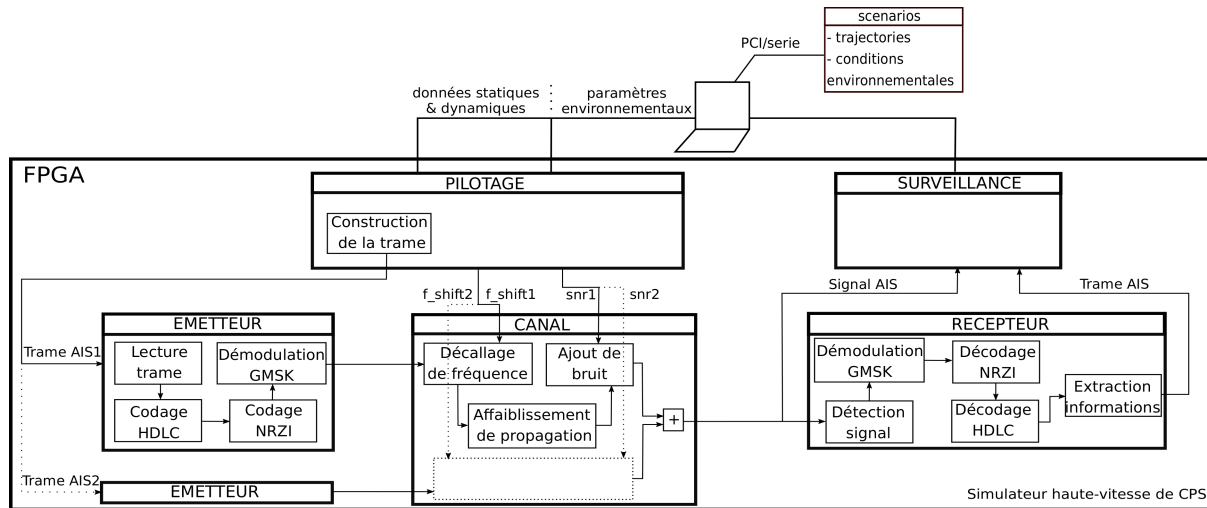 scenarios
- trajectories
- conditions
environnementales
PCI/serie
données statiques
& dynamiques
paramètres
environnementaux
FPGA
PILOTAGE
Construction
de la trame
SURVEILLANCE
f_shift2
f_shift1
snr1
snr2
Signal AIS
Trame AIS
EMETTEUR
Lecture
trame
Démodulation
GMSK
Codage
HDLC
Codage
NRZI
Trame AIS1
CANAL
Décallage
de fréquence
Ajout de
bruit
Affaiblissement
de propagation
+
RECEPTEUR
Démodulation
GMSK
Décodage
NRZI
Détection
signal
Décodage
HDLC
Extraction
informations
Trame AIS2
EMETTEUR
Simulateur haute-vitesse de CPS